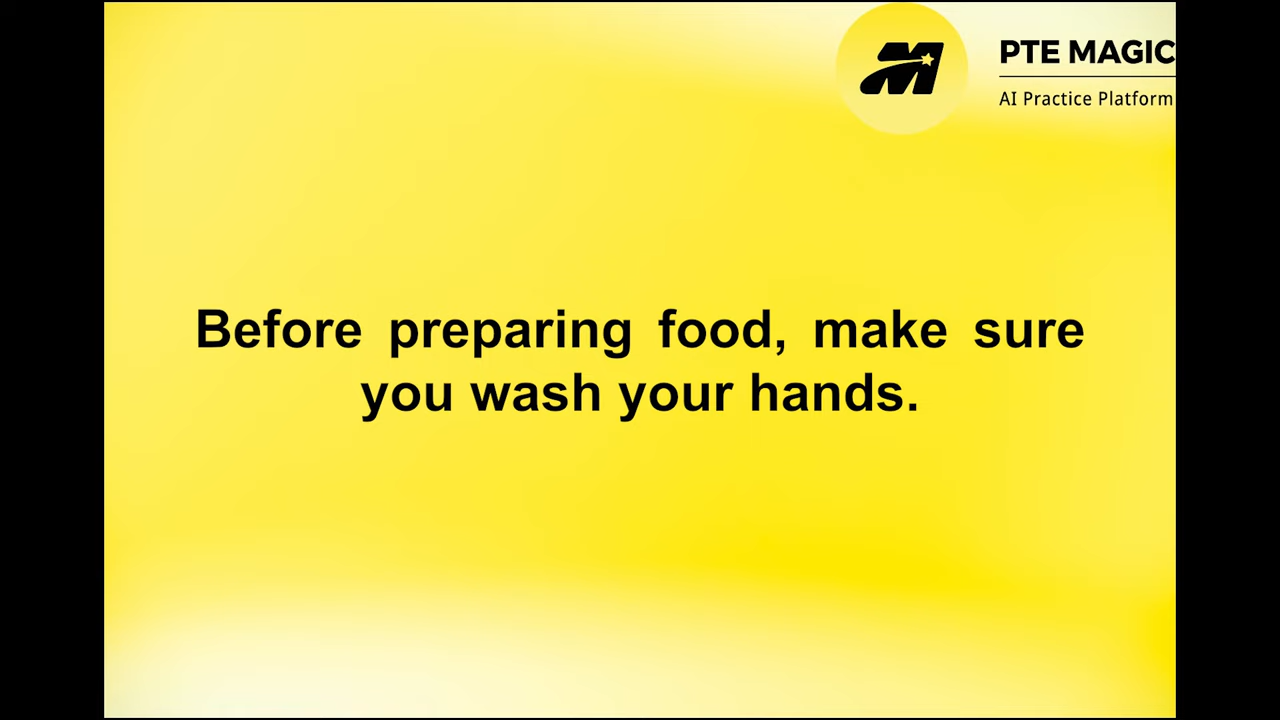 PTE MAGIC
AI Practice Platform
Before preparing food, make sure
you wash your hands.